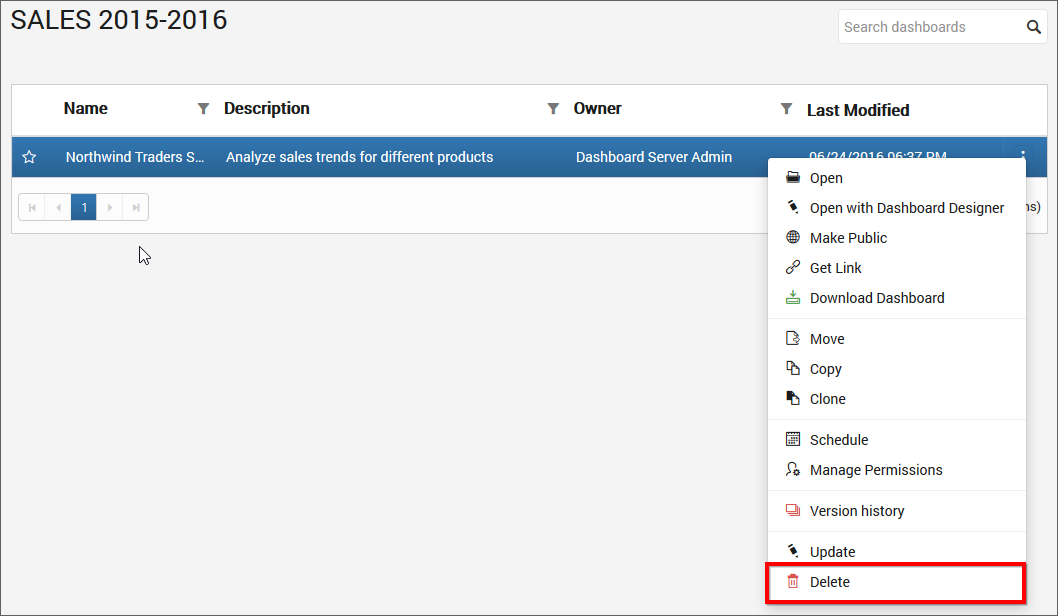 SALES 2015-2016
Search dashboards
Name Description Owner Last Modified
Northwind Traders S... Analyze sales trends for different products Dashboard Server Admin 06/24/2016 06:37 PM
1
Open
Open with Dashboard Designer
Make Public
Get Link
Download Dashboard
Move
Copy
Clone
Schedule
Manage Permissions
Version history
Update
Delete